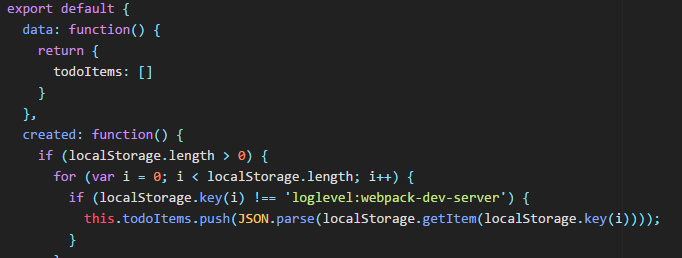 export default {
data: function() {
return {
todoItems: []
}
},
created: function() {
if (localStorage.length > 0) {
for (var i = 0; i < localStorage.length; i++) {
if (localStorage.key(i) !== 'loglevel:webpack-dev-server') {
this.todoItems.push(JSON.parse(localStorage.getItem(localStorage.key(i))));
}
}